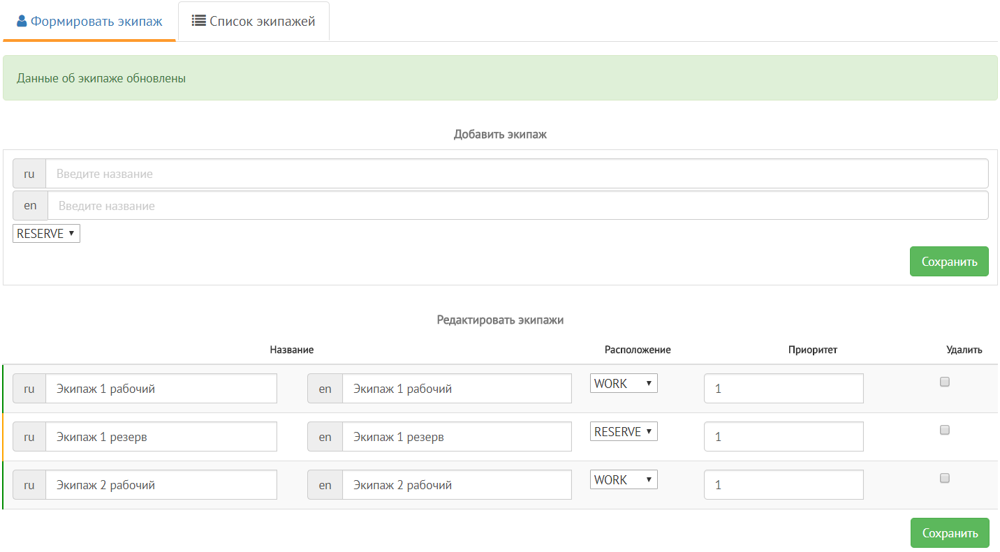 Формировать экипаж Список экипажей
Данные об экипаже обновлены
Добавить экипаж
ru Введите название
en Введите название
RESERVE
Сохранить
Редактировать экипажи
Название Расположение Приоритет Удалить
ru Экипаж 1 рабочий en Экипаж 1 рабочий WORK 1
ru Экипаж 1 резерв en Экипаж 1 резерв RESERVE 1
ru Экипаж 2 рабочий en Экипаж 2 рабочий WORK 1
Сохранить